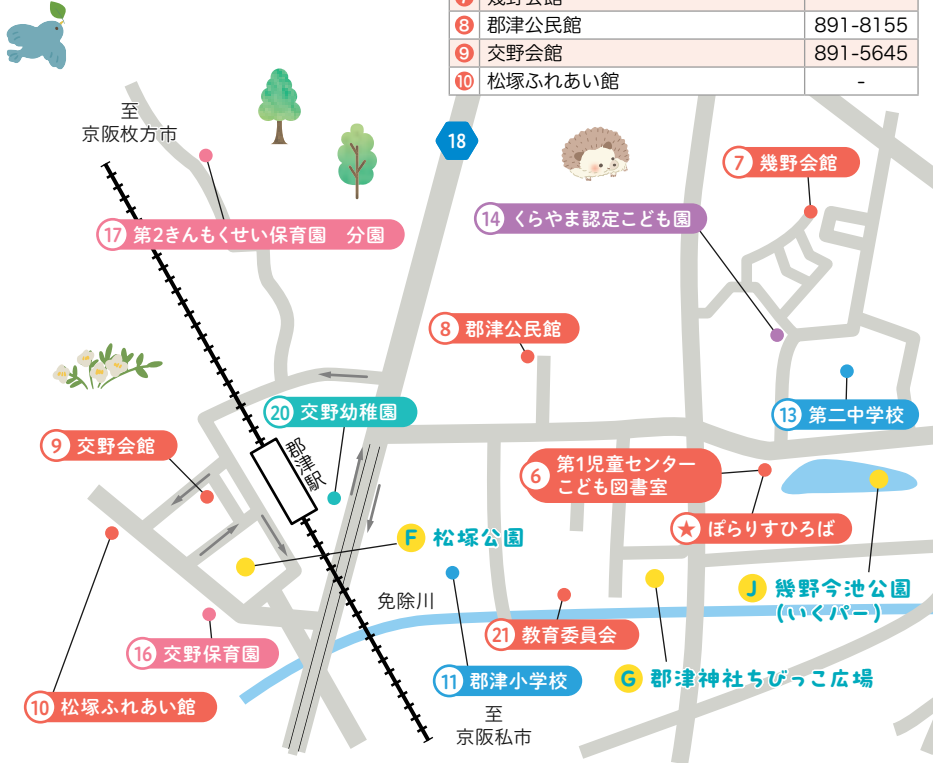 ⑦ 幾野会館
⑧ 郡津公民館 891-8155
⑨ 交野会館 891-5645
⑩ 松塚ふれあい館 -
至
京阪枚方市
18
⑦ 幾野会館
⑭ くらやま認定こども園
⑰ 第2きんもくせい保育園 分園
⑧ 郡津公民館
⑳ 交野幼稚園
⑬ 第二中学校
⑨ 交野会館
郡津駅
⑥ 第1児童センター
こども図書室
★ ぽらりすひろば
F 松塚公園
J 幾野今池公園
(いくパー)
免除川
㉑ 教育委員会
⑯ 交野保育園
⑪ 郡津小学校
G 郡津神社ちびっこ広場
⑩ 松塚ふれあい館
至
京阪私市